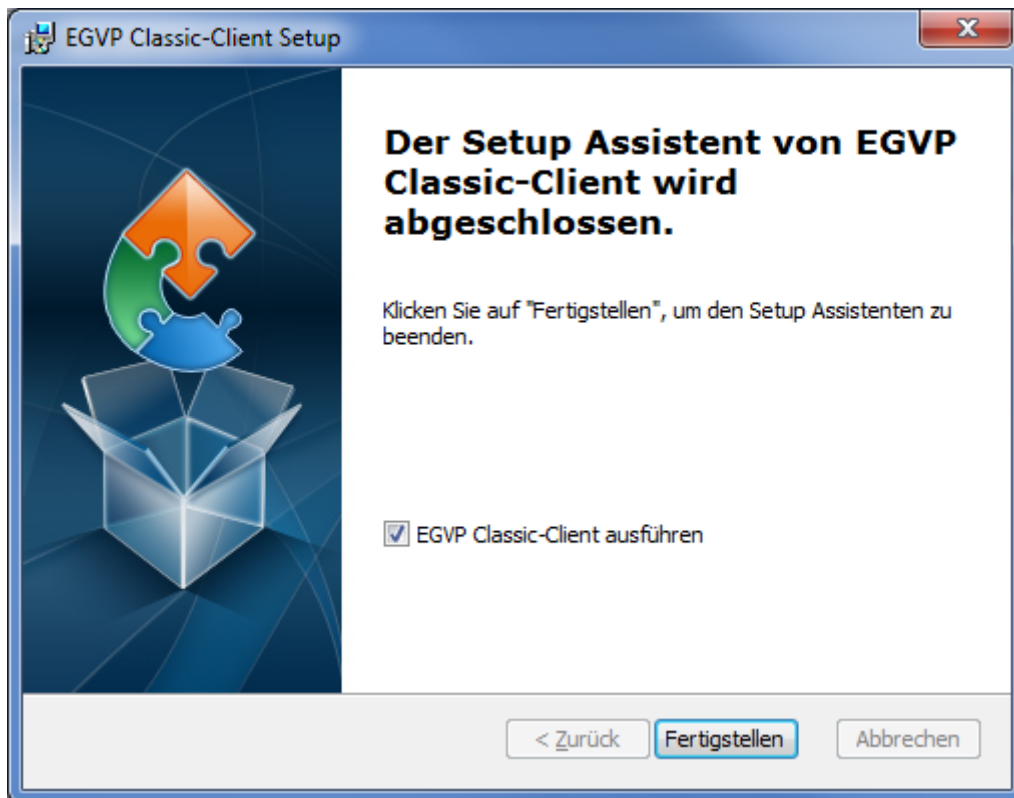 EGVP Classic-Client Setup
Der Setup Assistent von EGVP
Classic-Client wird
abgeschlossen.
Klicken Sie auf "Fertigstellen", um den Setup Assistenten zu
beenden.
EGVP Classic-Client ausführen
< Zurück Fertigstellen Abbrechen